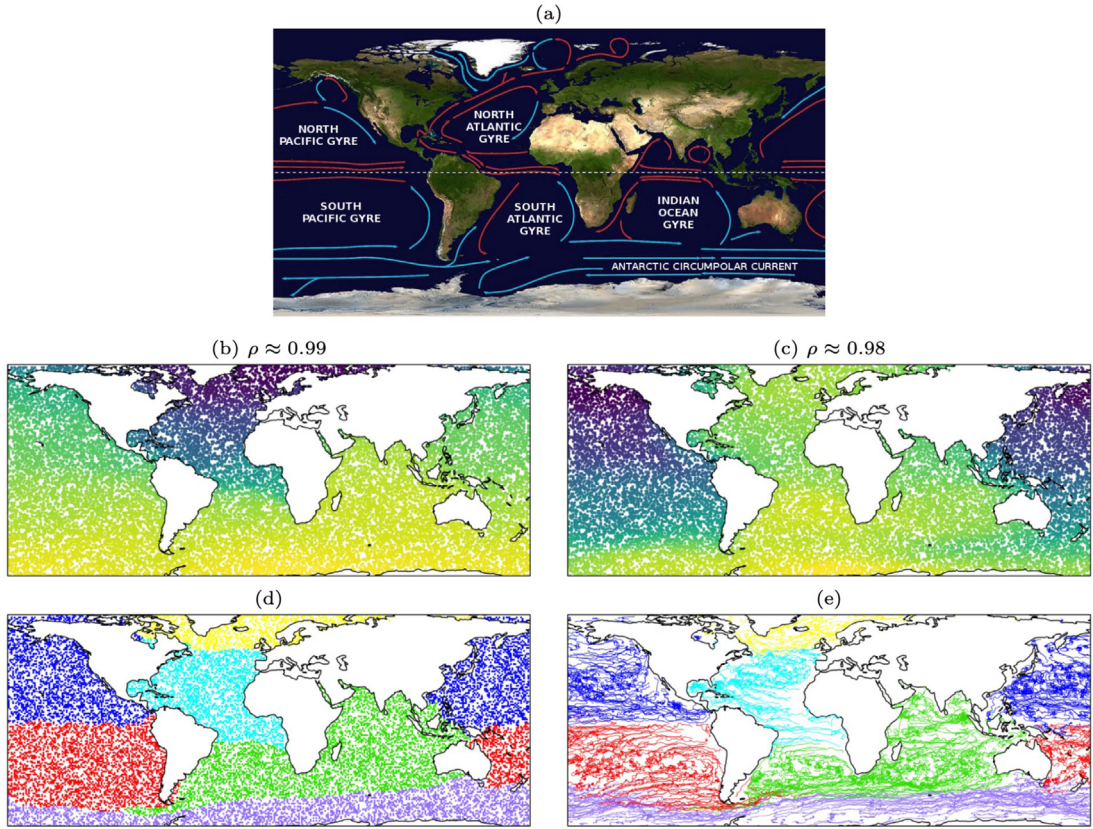 (a)
NORTH
PACIFIC GYRE
NORTH
ATLANTIC
GYRE
SOUTH
PACIFIC GYRE
SOUTH
ATLANTIC
GYRE
INDIAN
OCEAN
GYRE
ANTARCTIC CIRCUMPOLAR CURRENT
(b) ρ ≈ 0.99
(c) ρ ≈ 0.98
(d)
(e)